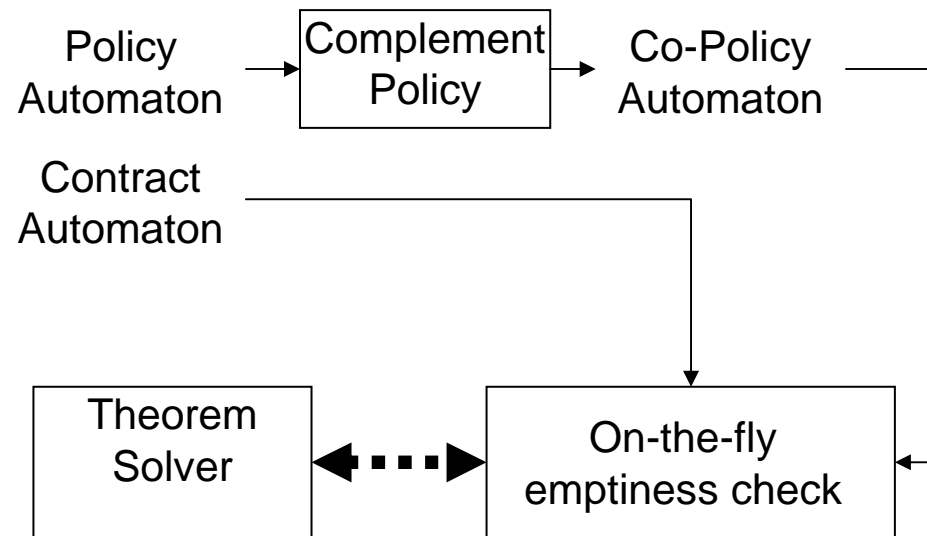 Policy
Automaton
Complement
Policy
Co-Policy
Automaton
Contract
Automaton
Theorem
Solver
On-the-fly
emptiness check